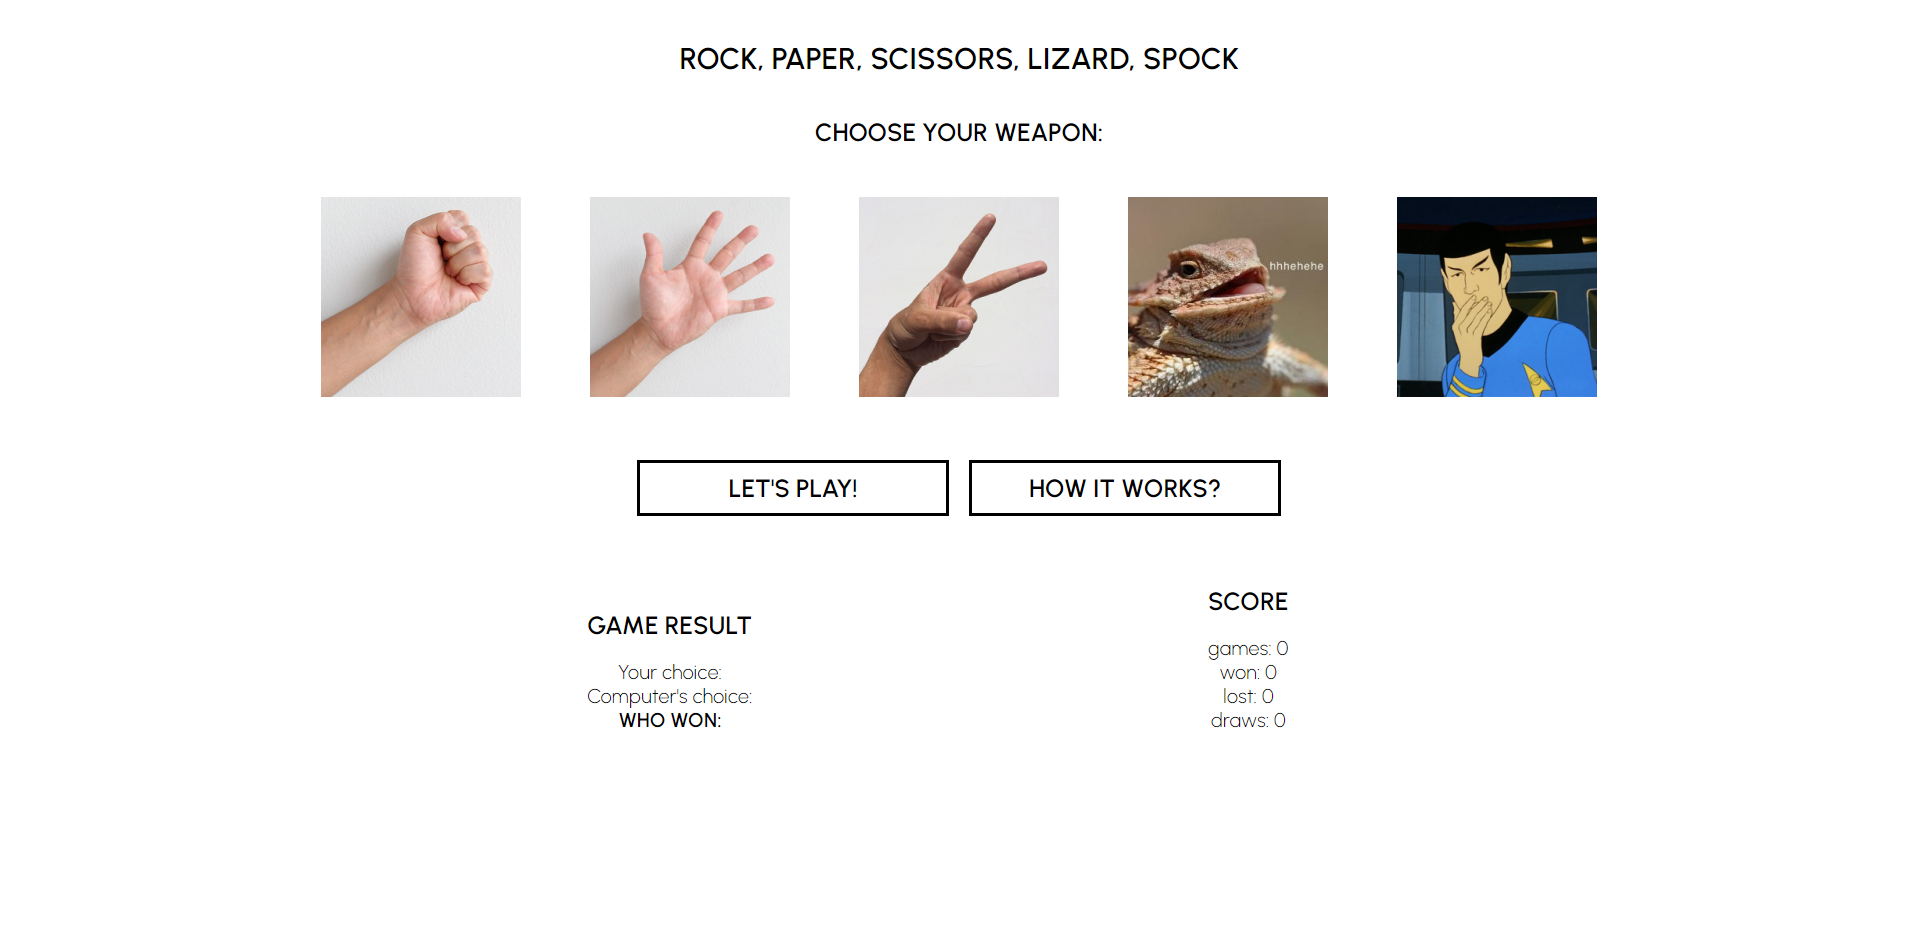 ROCK, PAPER, SCISSORS, LIZARD, SPOCK
CHOOSE YOUR WEAPON:
hhhehehe
LET'S PLAY!
HOW IT WORKS?
GAME RESULT
Your choice:
Computer's choice:
WHO WON:
SCORE
games: 0
won: 0
lost: 0
draws: 0